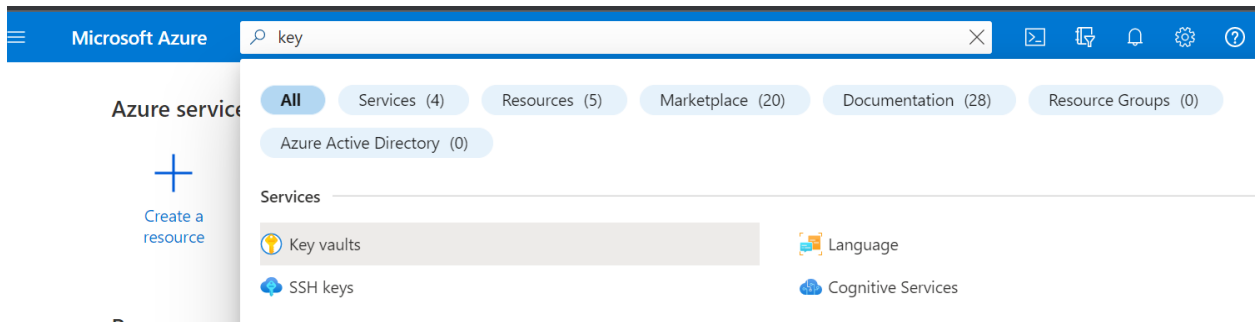 Microsoft Azure
key
All
Services (4)
Resources (5)
Marketplace (20)
Documentation (28)
Resource Groups (0)
Azure Active Directory (0)
Azure service
Create a
resource
Services
Key vaults
Language
SSH keys
Cognitive Services